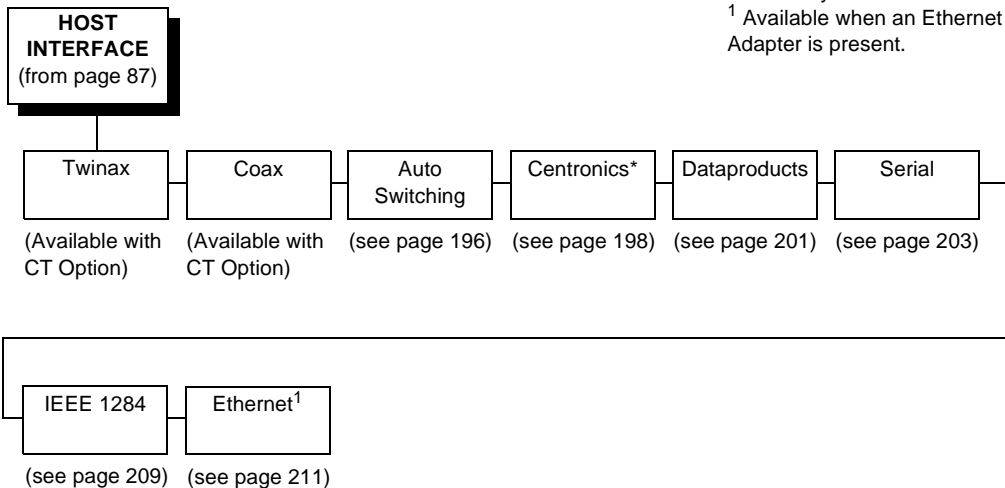 ¹ Available when an Ethernet
Adapter is present.
HOST
INTERFACE
(from page 87)
Twinax
Coax
Auto
Switching
Centronics*
Dataproducts
Serial
(Available with
CT Option)
(Available with
CT Option)
(see page 196)
(see page 198)
(see page 201)
(see page 203)
IEEE 1284
Ethernet¹
(see page 209)
(see page 211)